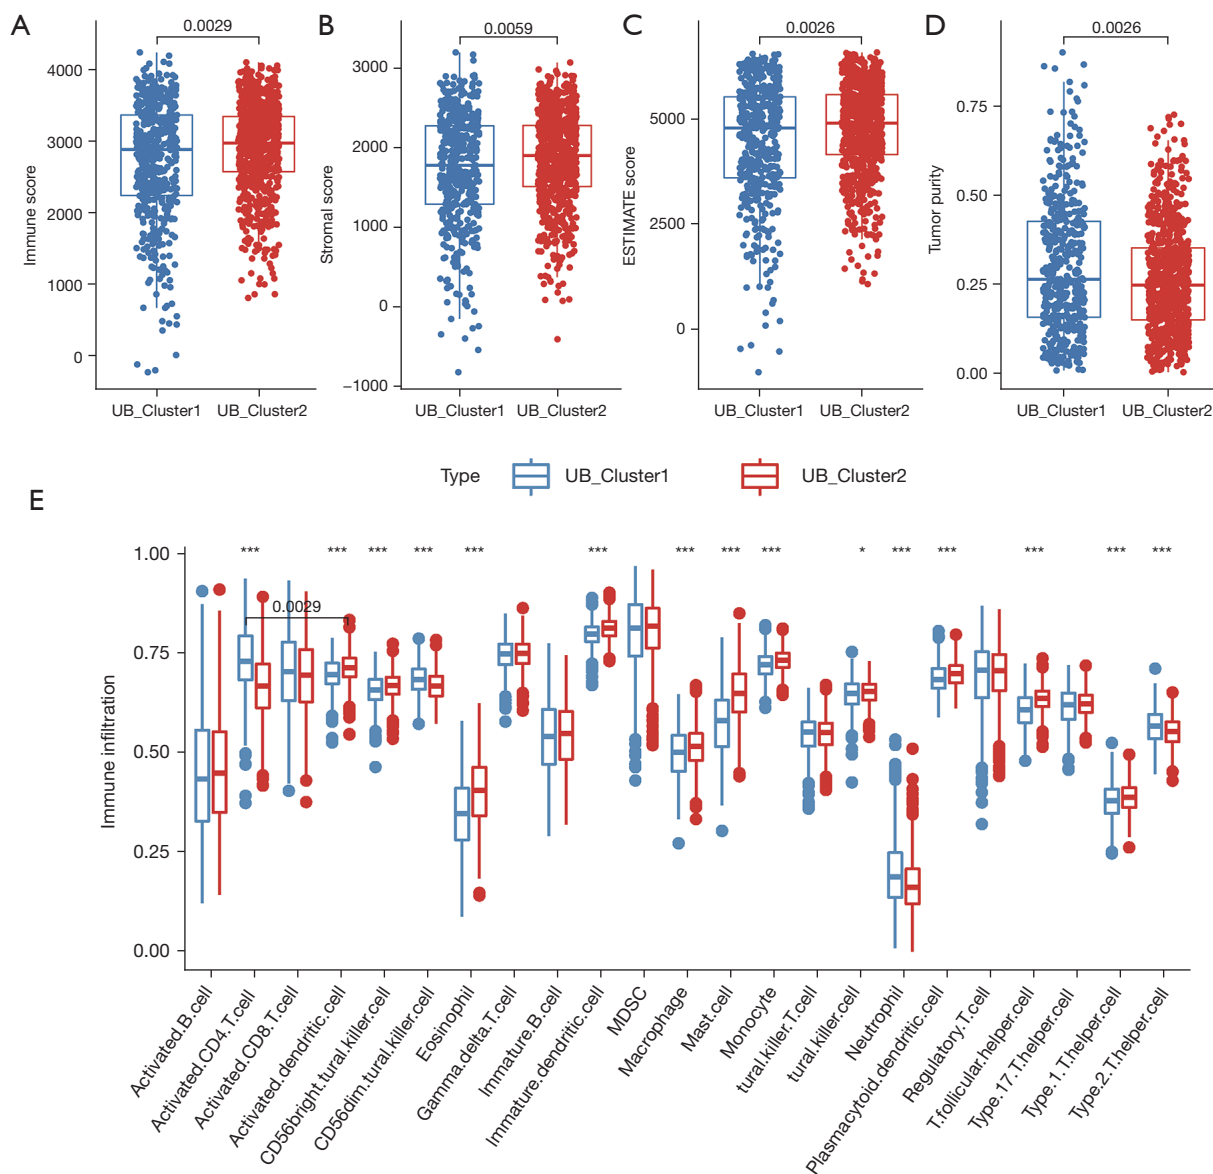 A
B
C
D
0.0029
0.0059
0.0026
0.0026
Immune score
4000
3000
2000
1000
0
UB_Cluster1
UB_Cluster2
Stromal score
3000
2000
1000
0
−1000
UB_Cluster1
UB_Cluster2
ESTIMATE score
5000
2500
0
UB_Cluster1
UB_Cluster2
Tumor purity
0.75
0.50
0.25
0.00
UB_Cluster1
UB_Cluster2
Type
UB_Cluster1
UB_Cluster2
E
Immune infiltration
1.00
0.75
0.50
0.25
0.00
***
***
***
***
***
***
***
***
***
*
***
***
***
***
***
0.0029
Activated.B.cell
Activated.CD4.T.cell
Activated.CD8.T.cell
Activated.dendritic.cell
CD56bright.tural.killer.cell
CD56dim.tural.killer.cell
Eosinophil
Gamma.delta.T.cell
Immature.B.cell
Immature.dendritic.cell
MDSC
Macrophage
Mast.cell
Monocyte
tural.killer.T.cell
tural.killer.cell
Neutrophil
Plasmacytoid.dendritic.cell
Regulatory.T.cell
T.follicular.helper.cell
Type.17.T.helper.cell
Type.1.T.helper.cell
Type.2.T.helper.cell